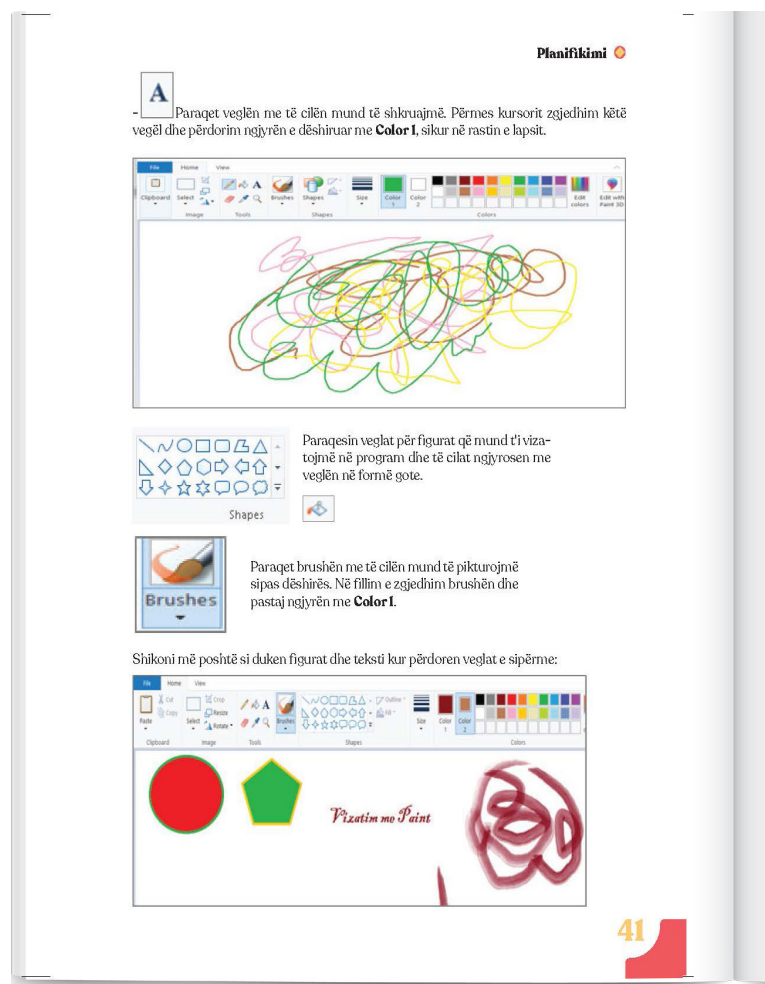 Planifikimi
A
- Paraqet veglën me të cilën mund të shkruajmë. Përmes kursorit zgjedhim këtë
vegël dhe përdorim ngjyrën e dëshiruar me Color 1, sikur në rastin e lapsit.
File Home View
Clipboard Select Brushes Shapes Size Color 1 Color 2 Edit colors Edit with Paint 3D
Image Tools Shapes Colors
Paraqesin veglat për figurat që mund t'i viza-
tojmë në program dhe të cilat ngjyrosen me
veglën në formë gote.
Shapes
Paraqet brushën me të cilën mund të pikturojmë
sipas dëshirës. Në fillim e zgjedhim brushën dhe
pastaj ngjyrën me Color 1.
Brushes
Shikoni më poshtë si duken figurat dhe teksti kur përdoren veglat e sipërme:
File Home View
Cut Crop Outline
Copy Resize Fill
Paste Select Rotate A Brushes Size Color 1 Color 2
Clipboard Image Tools Shapes Colors
Vizatim me Paint
41